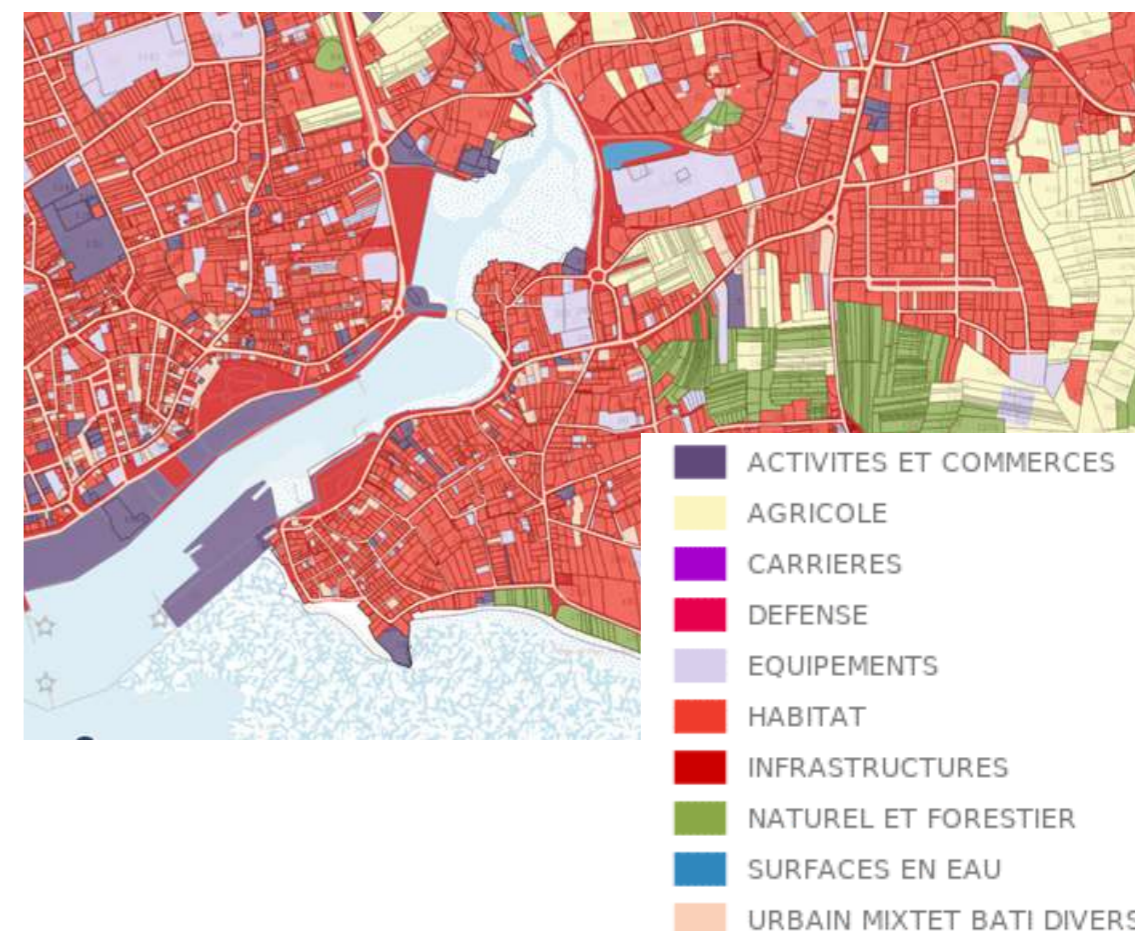 ACTIVITES ET COMMERCES
AGRICOLE
CARRIERES
DEFENSE
EQUIPEMENTS
HABITAT
INFRASTRUCTURES
NATUREL ET FORESTIER
SURFACES EN EAU
URBAIN MIXTET BATI DIVERS